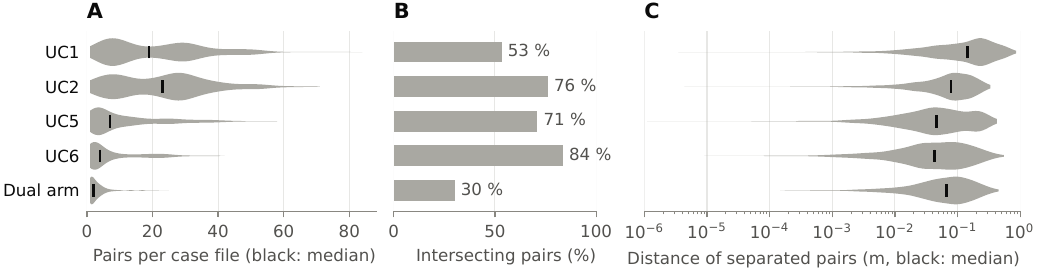 A B C
UC1
UC2
UC5
UC6
Dual arm
53 %
76 %
71 %
84 %
30 %
0 20 40 60 80
Pairs per case file (black: median)
0 50 100
Intersecting pairs (%)
10⁻⁶ 10⁻⁵ 10⁻⁴ 10⁻³ 10⁻² 10⁻¹ 10⁰
Distance of separated pairs (m, black: median)